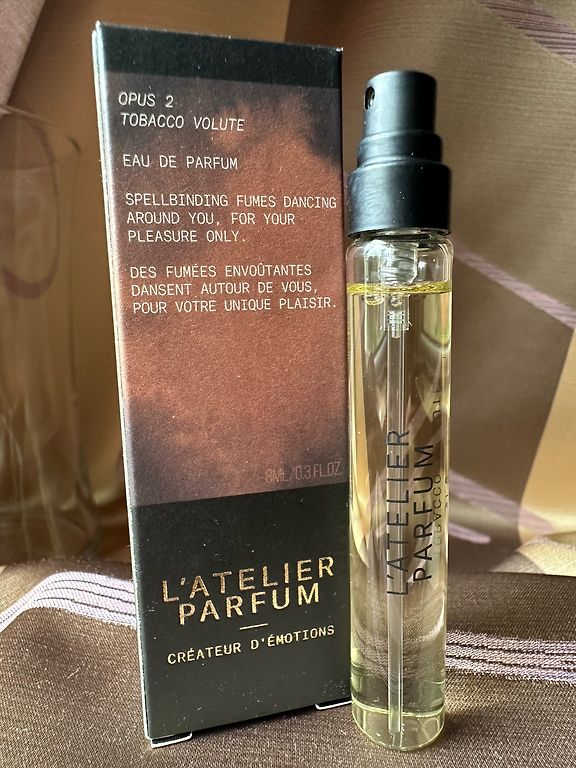 OPUS 2
TOBACCO VOLUTE
EAU DE PARFUM
SPELLBINDING FUMES DANCING
AROUND YOU, FOR YOUR
PLEASURE ONLY.
DES FUMÉES ENVOÛTANTES
DANSENT AUTOUR DE VOUS,
POUR VOTRE UNIQUE PLAISIR.
8ML/0.3 FL.OZ
L'ATELIER
PARFUM
CRÉATEUR D'ÉMOTIONS
L'ATELIER
PARFUM
TOBACCO